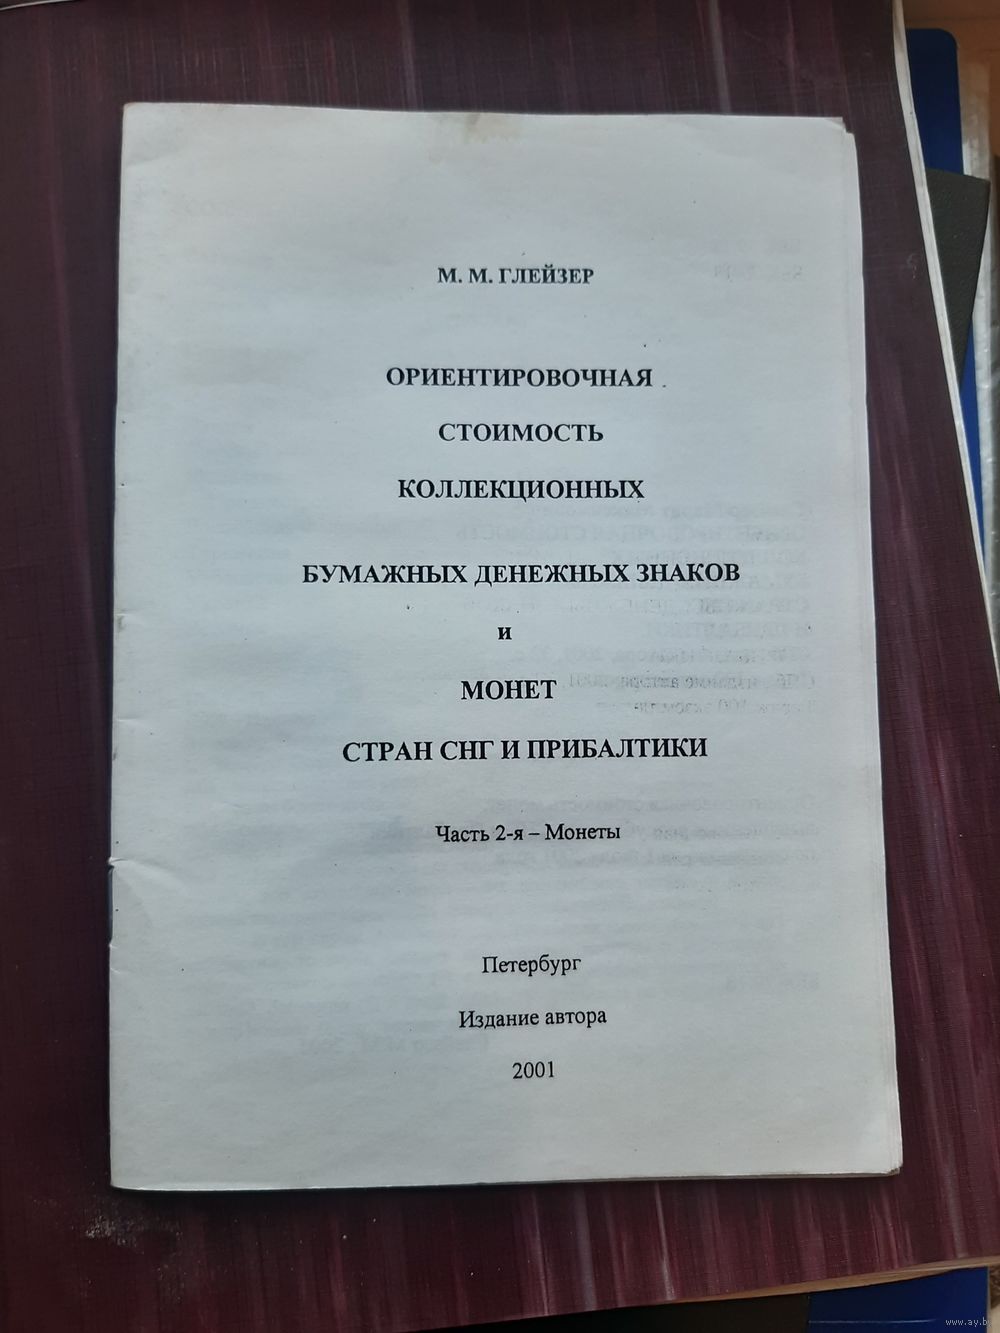 М. М. ГЛЕЙЗЕР
ОРИЕНТИРОВОЧНАЯ
СТОИМОСТЬ
КОЛЛЕКЦИОННЫХ
БУМАЖНЫХ ДЕНЕЖНЫХ ЗНАКОВ
и
МОНЕТ
СТРАН СНГ И ПРИБАЛТИКИ
Часть 2-я – Монеты
Петербург
Издание автора
2001